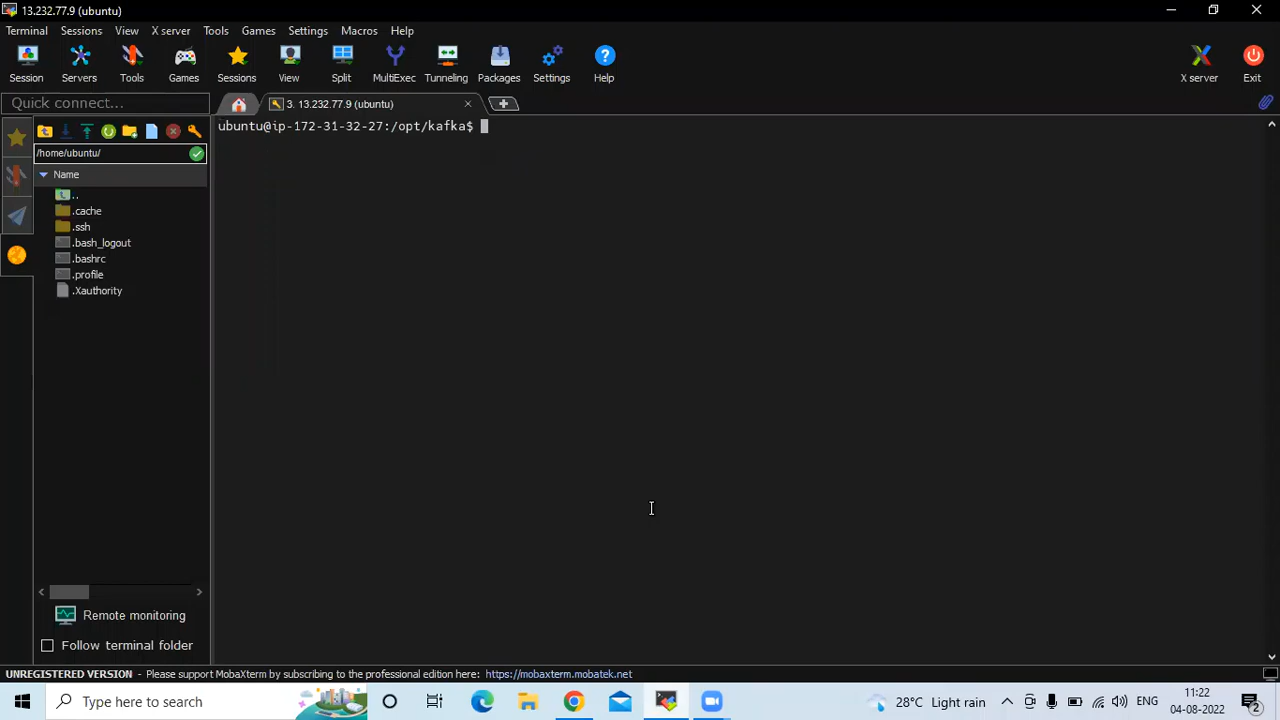 13.232.77.9 (ubuntu)
Terminal Sessions View X server Tools Games Settings Macros Help
Session Servers Tools Games Sessions View Split MultiExec Tunneling Packages Settings Help X server Exit
Quick connect...
3. 13.232.77.9 (ubuntu)
ubuntu@ip-172-31-32-27:/opt/kafka$
/home/ubuntu/
Name
..
.cache
.ssh
.bash_logout
.bashrc
.profile
.Xauthority
Remote monitoring
Follow terminal folder
UNREGISTERED VERSION - Please support MobaXterm by subscribing to the professional edition here: https://mobaxterm.mobatek.net
Type here to search
28°C Light rain
ENG
11:22
04-08-2022
2